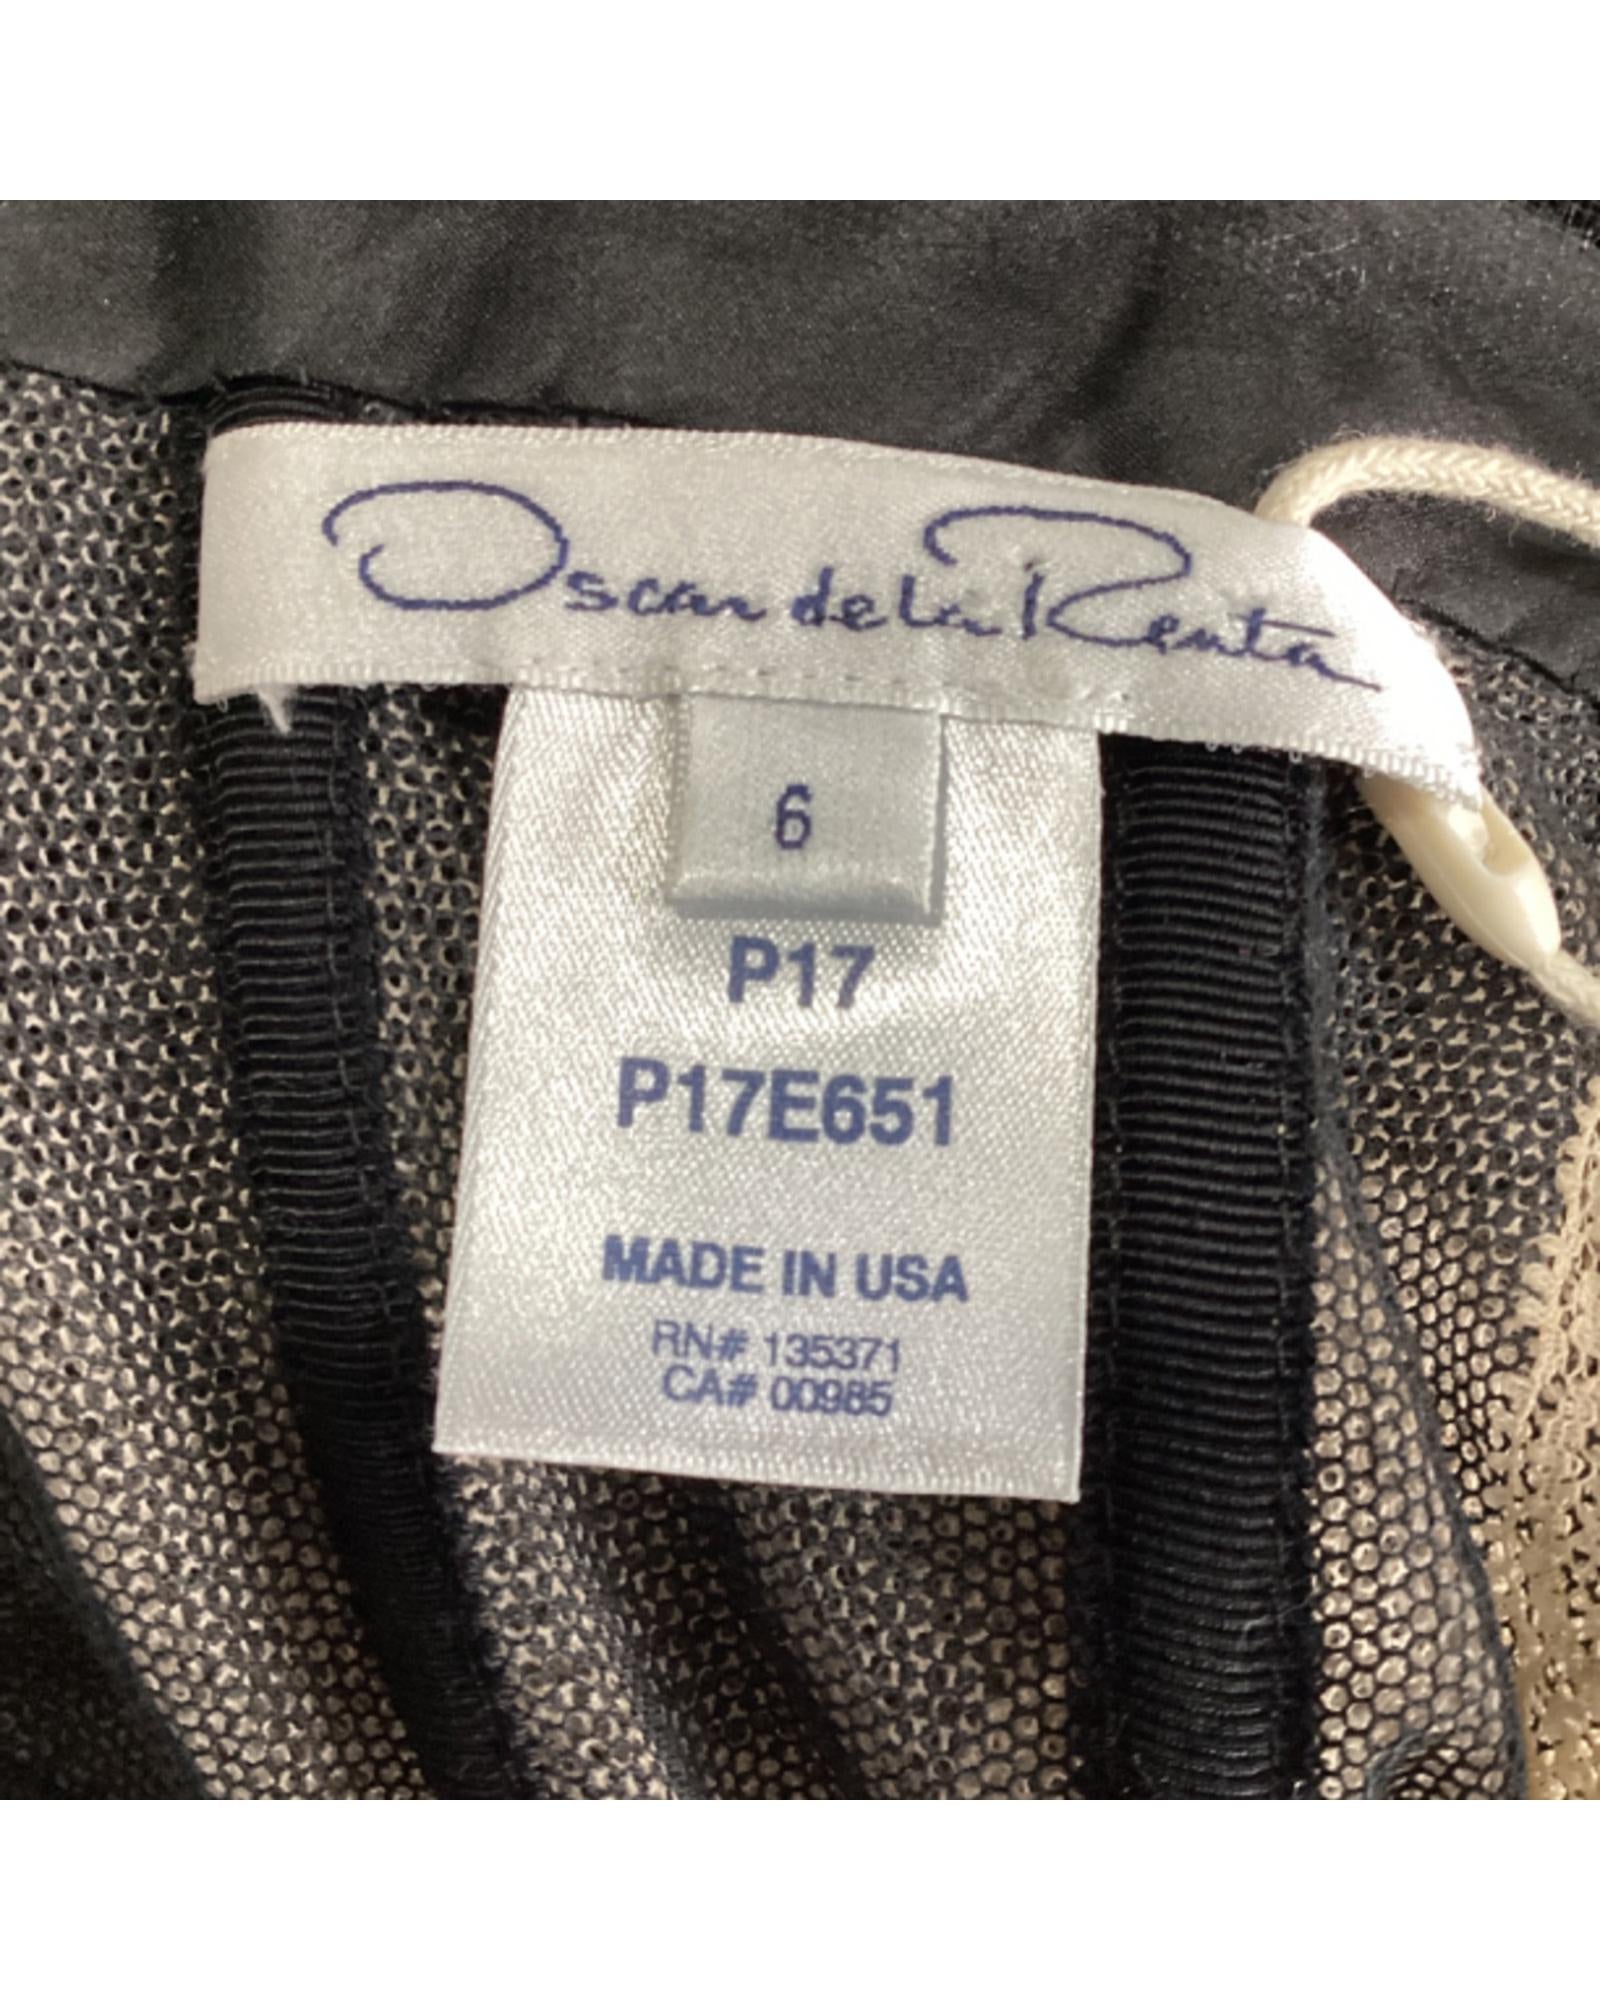 Oscar de la Renta
6
P17
P17E651
MADE IN USA
RN# 135371
CA# 00985